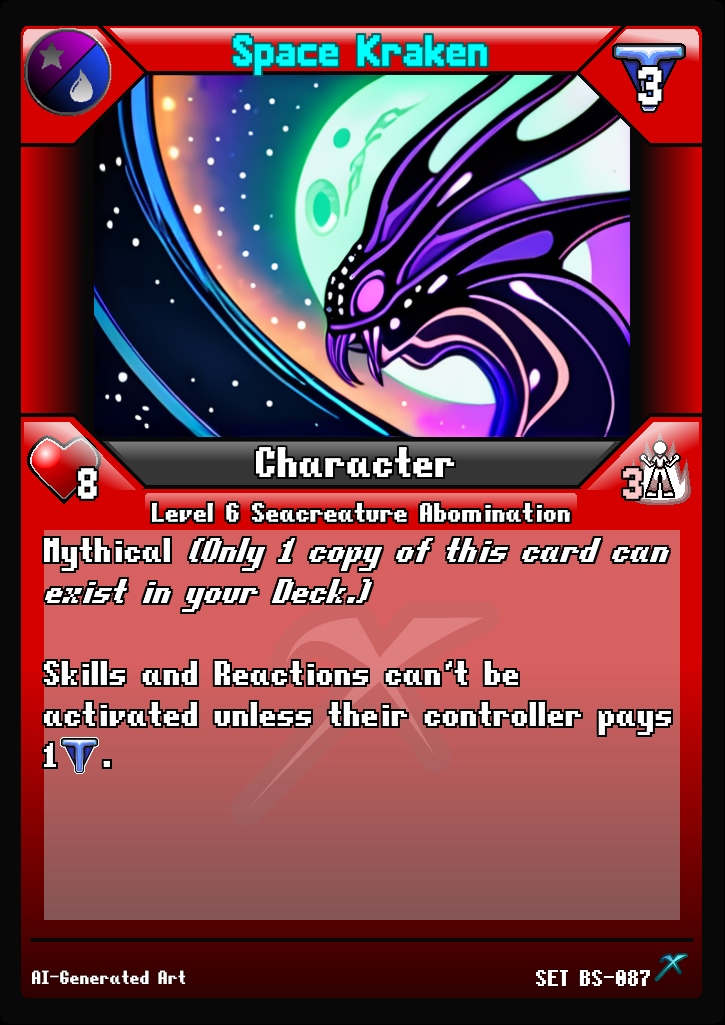 Space Kraken
3
Character
8
3
Level 6 Seacreature Abomination
Mythical (Only 1 copy of this card can
exist in your Deck.)
Skills and Reactions can't be
activated unless their controller pays
1T.
AI-Generated Art
SET BS-087